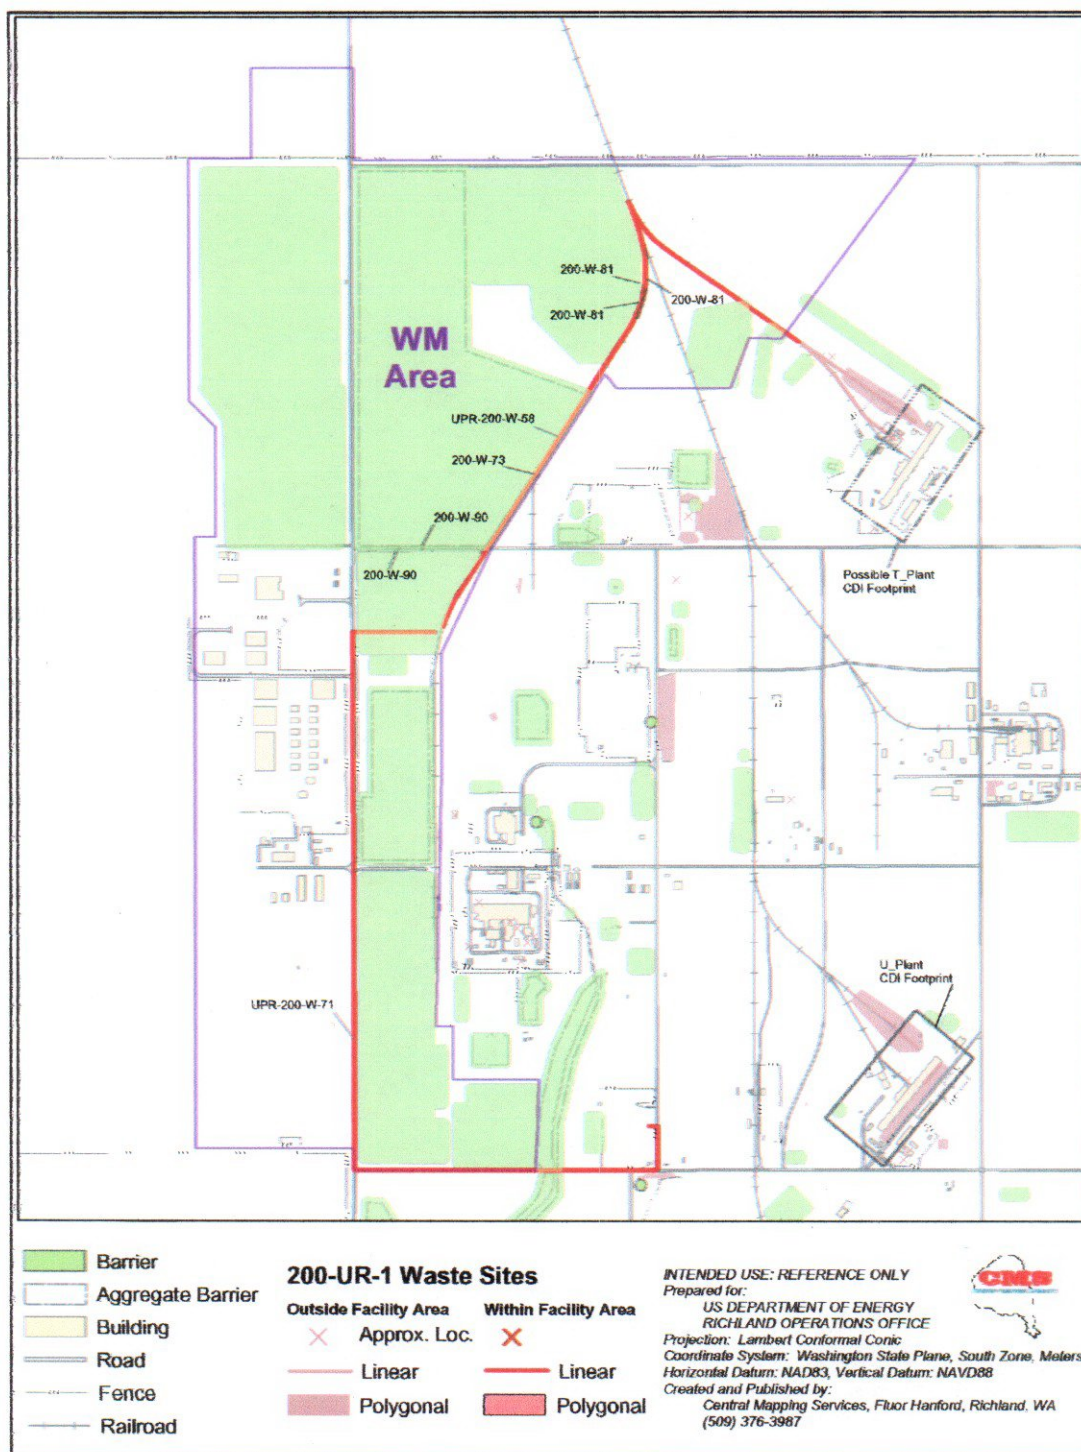 200-W-81
200-W-81
200-W-81
WM
Area
UPR-200-W-58
200-W-73
200-W-90
200-W-90
Possible T_Plant
CDI Footprint
U_Plant
CDI Footprint
UPR-200-W-71
Barrier
Aggregate Barrier
Building
Road
Fence
Railroad
200-UR-1 Waste Sites
Outside Facility Area Within Facility Area
Approx. Loc.
Linear Linear
Polygonal Polygonal
INTENDED USE: REFERENCE ONLY
Prepared for:
US DEPARTMENT OF ENERGY
RICHLAND OPERATIONS OFFICE
Projection: Lambert Conformal Conic
Coordinate System: Washington State Plane, South Zone, Meters
Horizontal Datum: NAD83, Vertical Datum: NAVD88
Created and Published by:
Central Mapping Services, Fluor Hanford, Richland, WA
(509) 376-3987
CMS